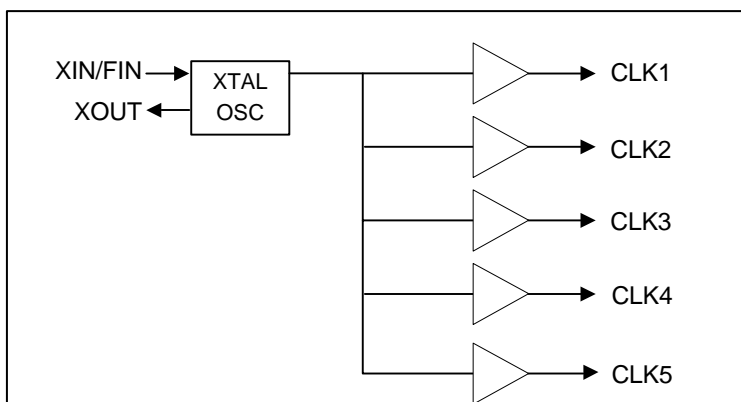 XIN/FIN
XOUT
XTAL
OSC
CLK1
CLK2
CLK3
CLK4
CLK5